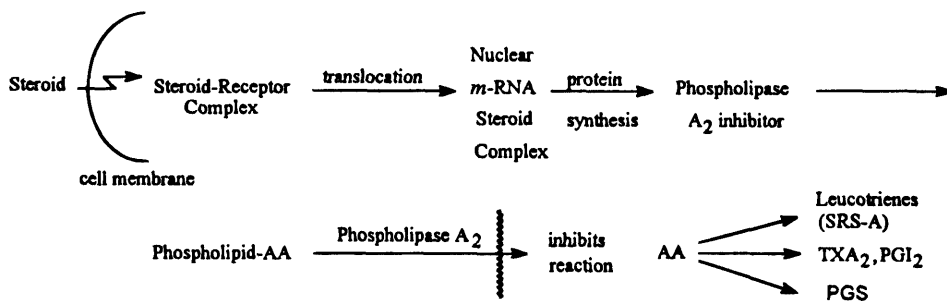 Steroid
Steroid-Receptor
Complex
cell membrane
translocation
Nuclear
m-RNA
Steroid
Complex
protein
synthesis
Phospholipase
A2 inhibitor
Phospholipid-AA
Phospholipase A2
inhibits
reaction
AA
Leucotrienes
(SRS-A)
TXA2, PGI2
PGS